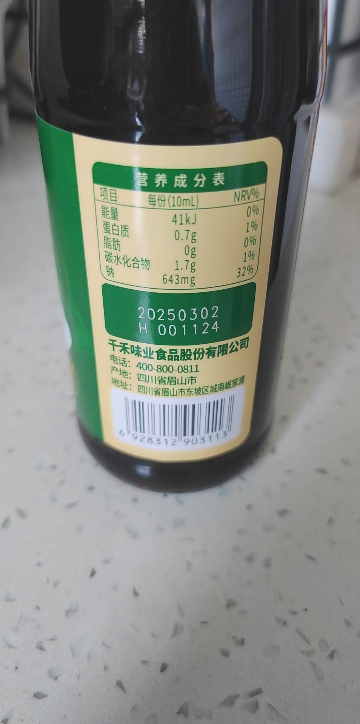 营养成分表
项目 每份(10mL) NRV%
能量 41kJ 0%
蛋白质 0.7g 1%
脂肪 0g 0%
碳水化合物 1.7g 1%
钠 643mg 32%
20250302
H 001124
千禾味业食品股份有限公司
电话：400-800-0811
产地：四川省眉山市
地址：四川省眉山市东坡区城南岷家渡
6 928312 903113